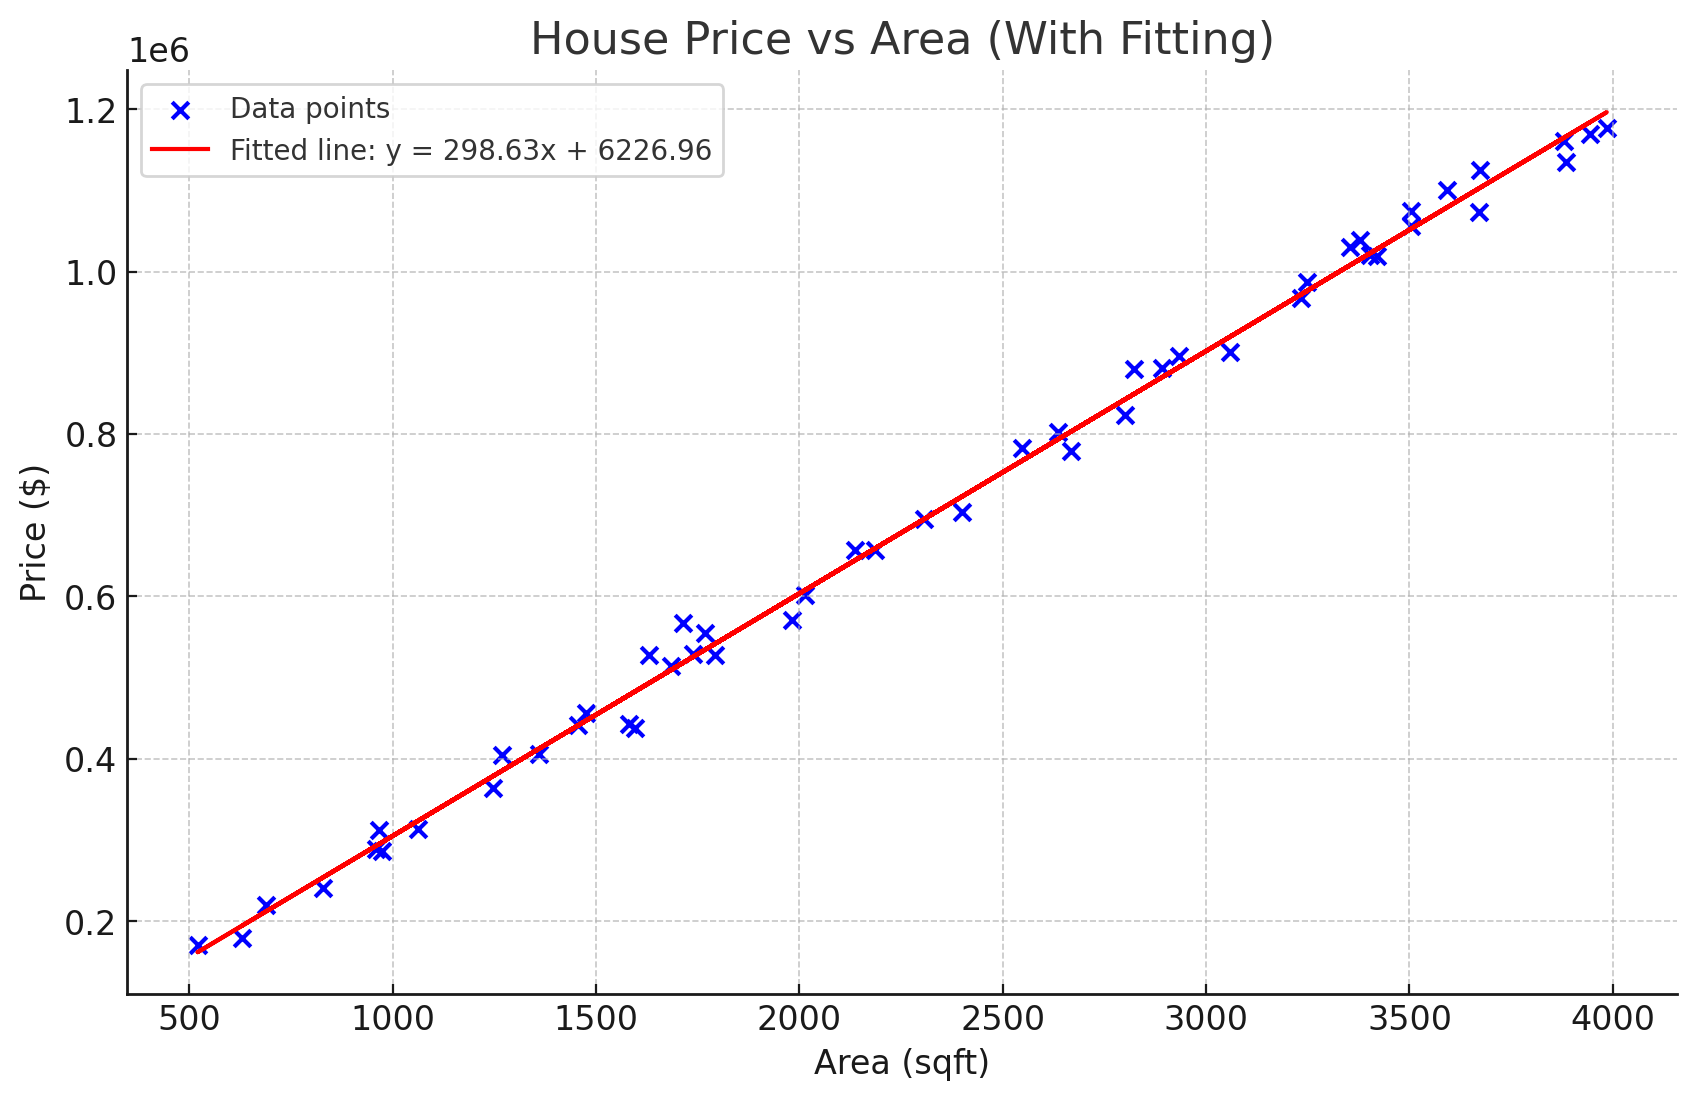 House Price vs Area (With Fitting)
1e6
Data points
Fitted line: y = 298.63x + 6226.96
1.2
1.0
0.8
0.6
0.4
0.2
Price ($)
500 1000 1500 2000 2500 3000 3500 4000
Area (sqft)